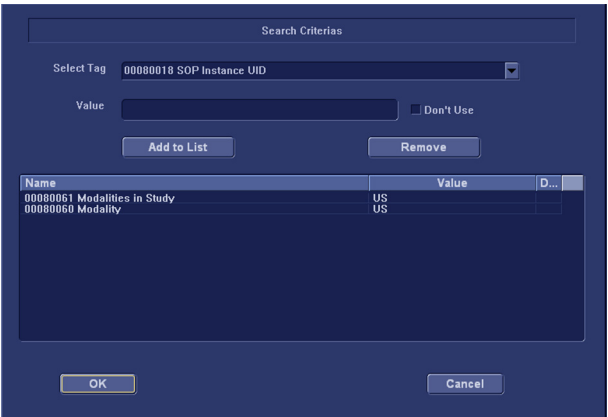 Search Criterias
Select Tag 00080018 SOP Instance UID
Value Don't Use
Add to List Remove
Name Value D...
00080061 Modalities in Study US
00080060 Modality US
OK Cancel